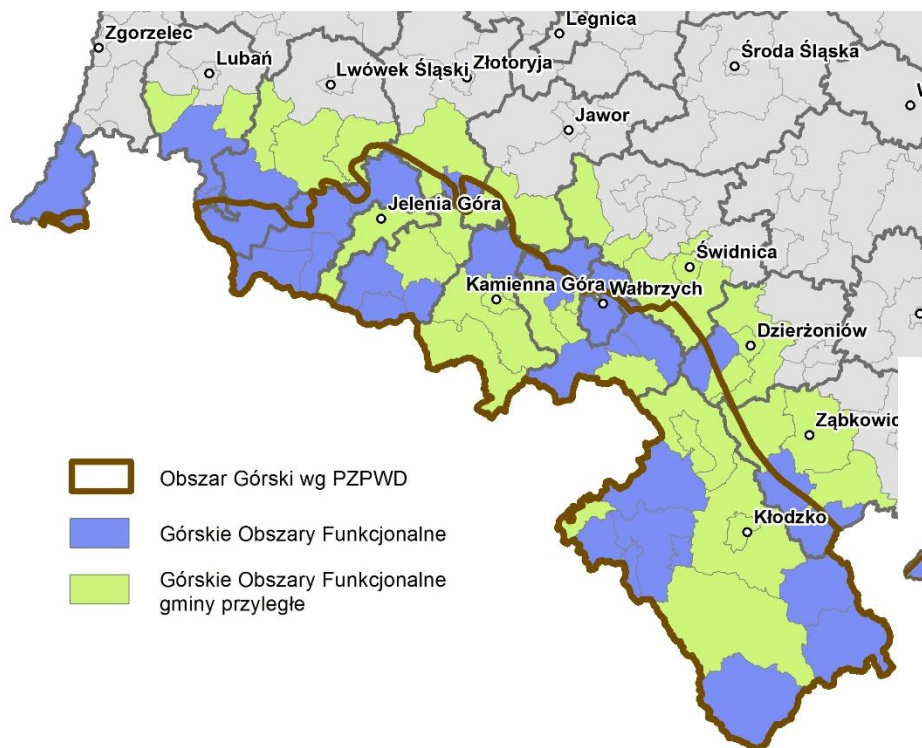 Legnica
Zgorzelec
Lubań
Lwówek Śląski
Złotoryja
Środa Śląska
Jawor
Jelenia Góra
Świdnica
Kamienna Góra
Wałbrzych
Dzierżoniów
Ząbkowic
Kłodzko
Obszar Górski wg PZPWD
Górskie Obszary Funkcjonalne
Górskie Obszary Funkcjonalne
gminy przyległe